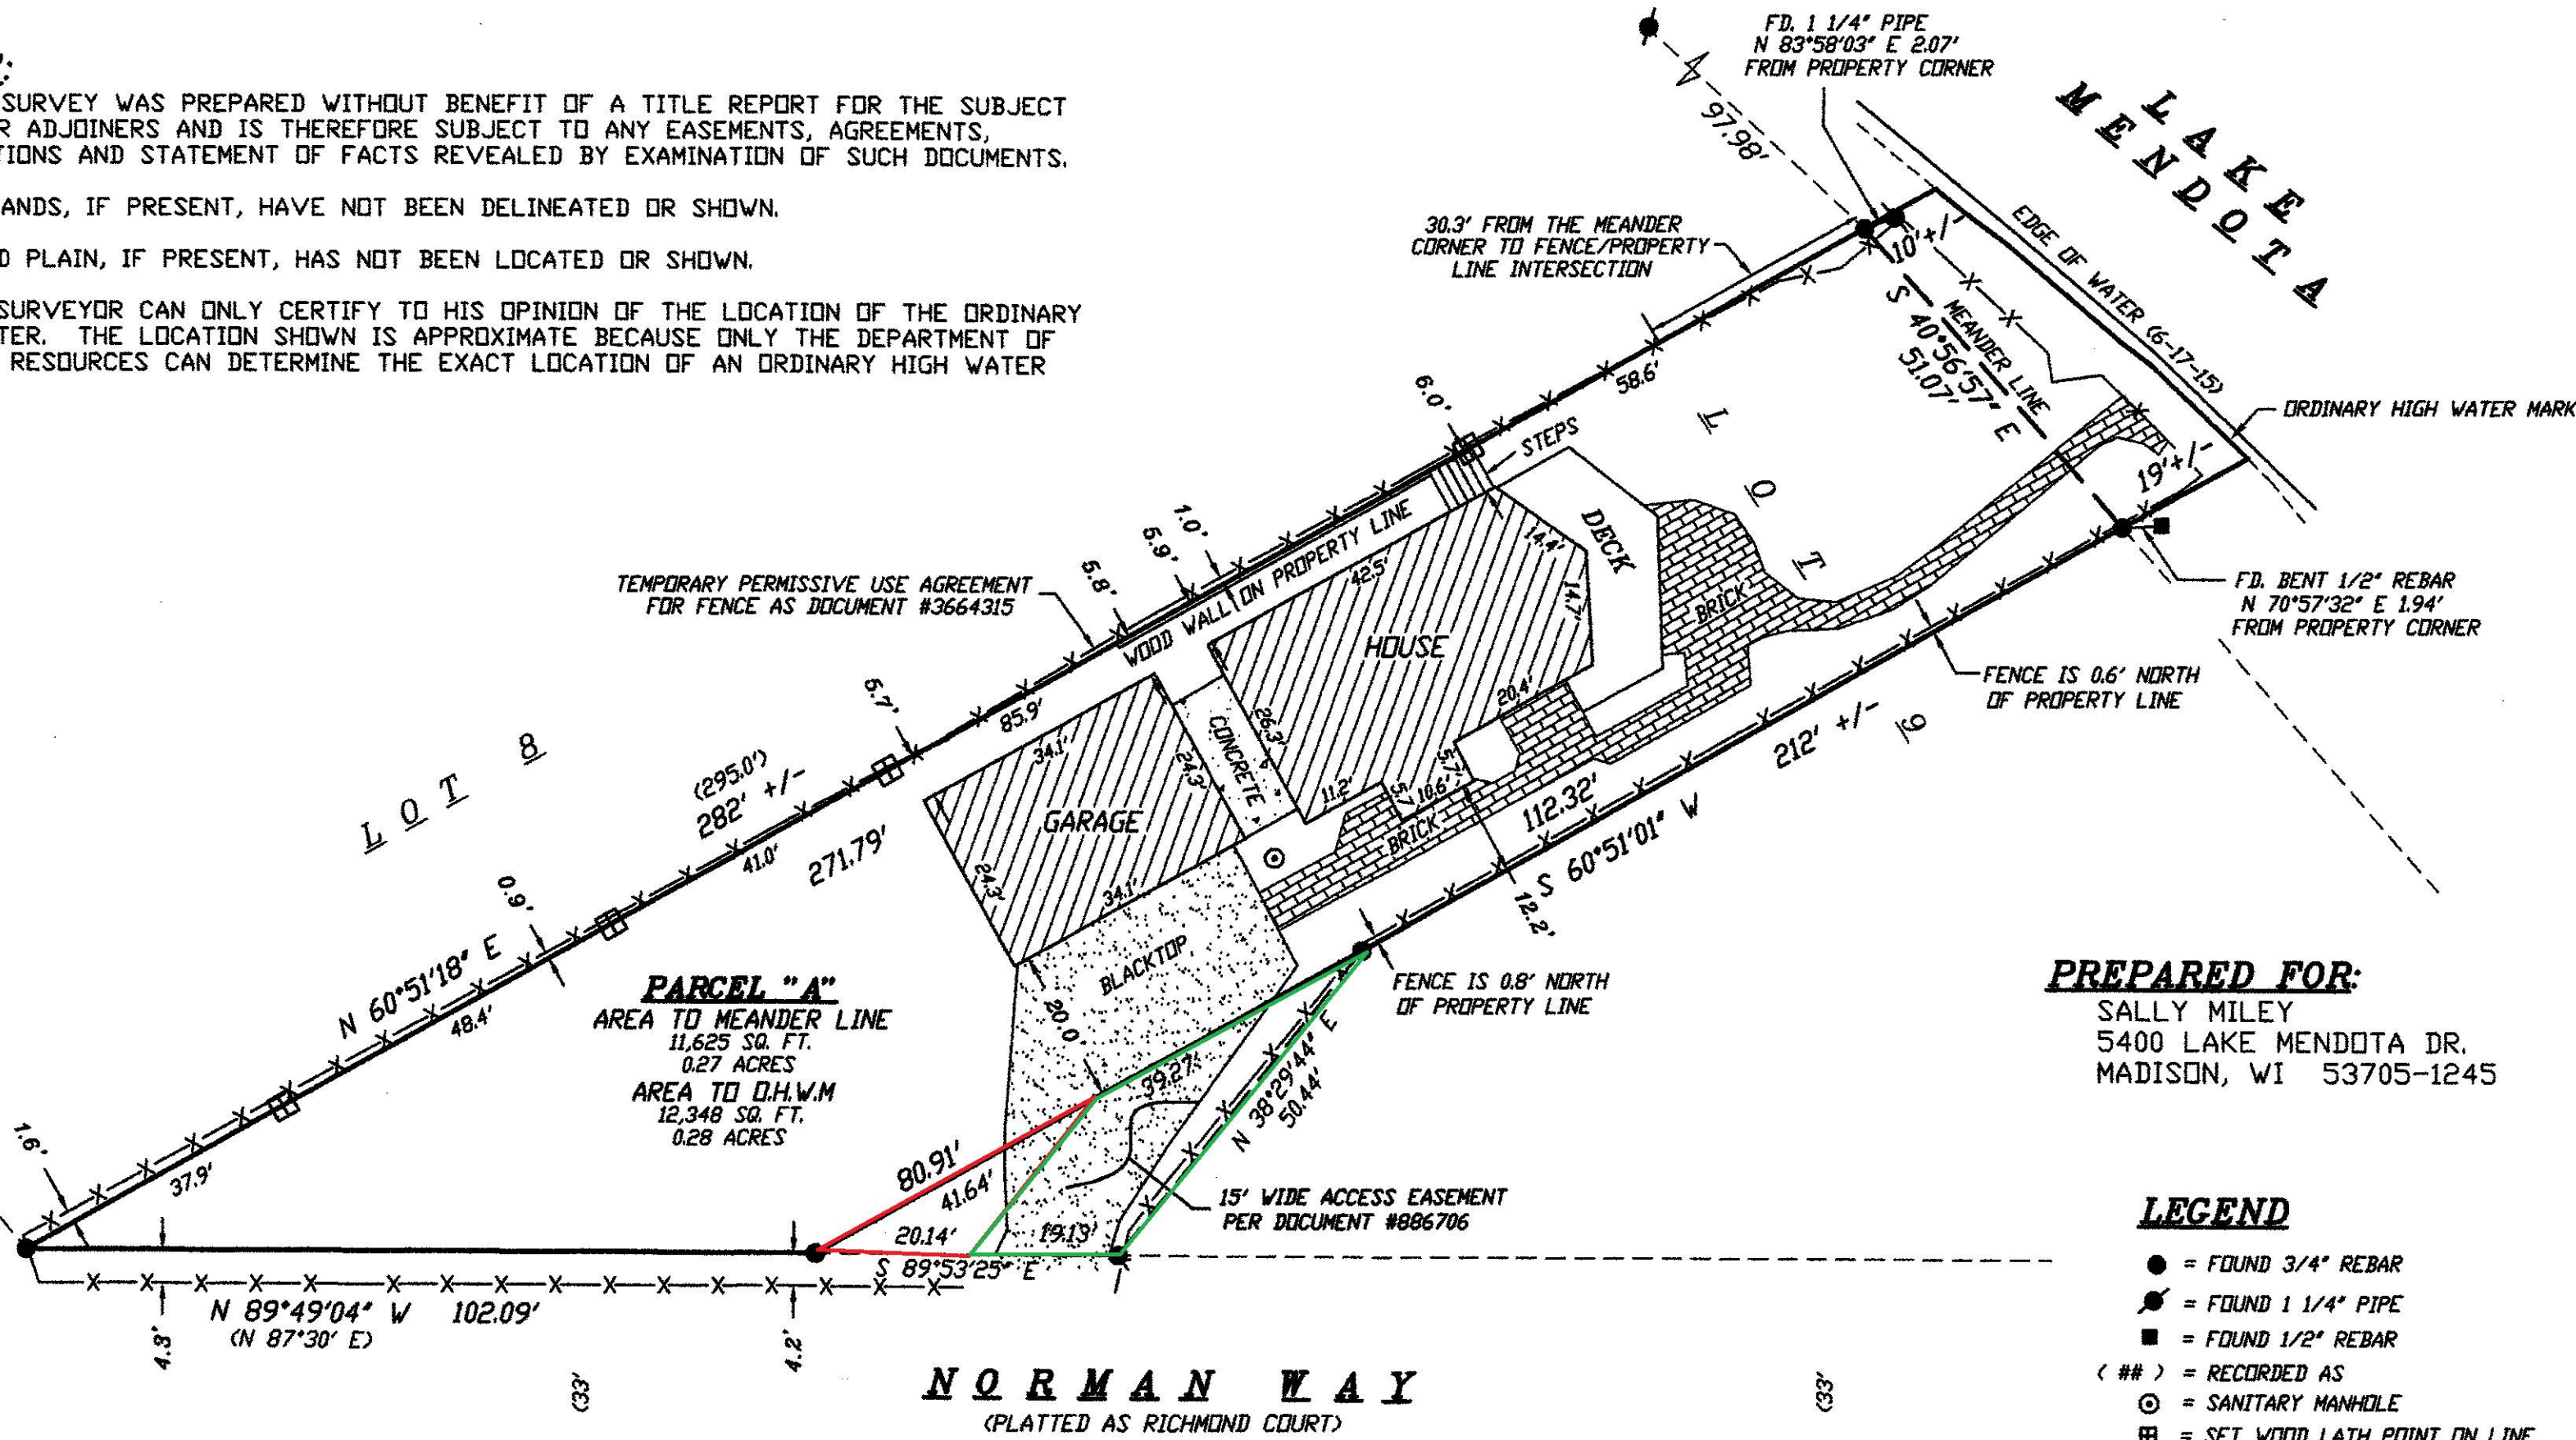 SURVEY WAS PREPARED WITHOUT BENEFIT OF A TITLE REPORT FOR THE SUBJECT
R ADJOINERS AND IS THEREFORE SUBJECT TO ANY EASEMENTS, AGREEMENTS,
TIONS AND STATEMENT OF FACTS REVEALED BY EXAMINATION OF SUCH DOCUMENTS.
ANDS, IF PRESENT, HAVE NOT BEEN DELINEATED OR SHOWN.
D PLAIN, IF PRESENT, HAS NOT BEEN LOCATED OR SHOWN.
SURVEYOR CAN ONLY CERTIFY TO HIS OPINION OF THE LOCATION OF THE ORDINARY
TER. THE LOCATION SHOWN IS APPROXIMATE BECAUSE ONLY THE DEPARTMENT OF
RESOURCES CAN DETERMINE THE EXACT LOCATION OF AN ORDINARY HIGH WATER
FD. 1 1/4" PIPE
N 83°58'03" E 2.07'
FROM PROPERTY CORNER
97.98'
LAKE
MENDOTA
30.3' FROM THE MEANDER
CORNER TO FENCE/PROPERTY
LINE INTERSECTION
10'+/-
EDGE OF WATER (6-17-15)
MEANDER LINE
S 40°56'57" E
51.07'
ORDINARY HIGH WATER MARK
19'+/-
58.6'
6.0'
STEPS
LOT
9
DECK
FD. BENT 1/2" REBAR
N 70°57'32" E 1.94'
FROM PROPERTY CORNER
FENCE IS 0.6' NORTH
OF PROPERTY LINE
TEMPORARY PERMISSIVE USE AGREEMENT
FOR FENCE AS DOCUMENT #3664315
5.8'
5.9'
1.0'
WOOD WALL ON PROPERTY LINE
42.5'
14.4'
14.7'
HOUSE
BRICK
20.4'
26.3'
11.2'
5.7'
10.6'
5.7'
BRICK
212' +/-
112.32'
S 60°51'01" W
12.2'
5.7'
85.9'
CONCRETE
34.1'
24.3'
GARAGE
24.3'
34.1'
LOT 8
(295.0')
282' +/-
271.79'
41.0'
0.9'
N 60°51'18" E
48.4'
1.6'
37.9'
PARCEL "A"
AREA TO MEANDER LINE
11,625 SQ. FT.
0.27 ACRES
AREA TO O.H.W.M
12,348 SQ. FT.
0.28 ACRES
BLACKTOP
20.0'
39.27'
FENCE IS 0.8' NORTH
OF PROPERTY LINE
N 38°29'44" E
50.44'
80.91'
41.64'
20.14'
19.13'
S 89°53'25" E
15' WIDE ACCESS EASEMENT
PER DOCUMENT #886706
N 89°49'04" W 102.09'
(N 87°30' E)
4.3'
4.2'
(33'
(33'
NORMAN WAY
(PLATTED AS RICHMOND COURT)
PREPARED FOR:
SALLY MILEY
5400 LAKE MENDOTA DR.
MADISON, WI 53705-1245
LEGEND
= FOUND 3/4" REBAR
= FOUND 1 1/4" PIPE
= FOUND 1/2" REBAR
( ## ) = RECORDED AS
= SANITARY MANHOLE
= SET WOOD LATH POINT ON LINE